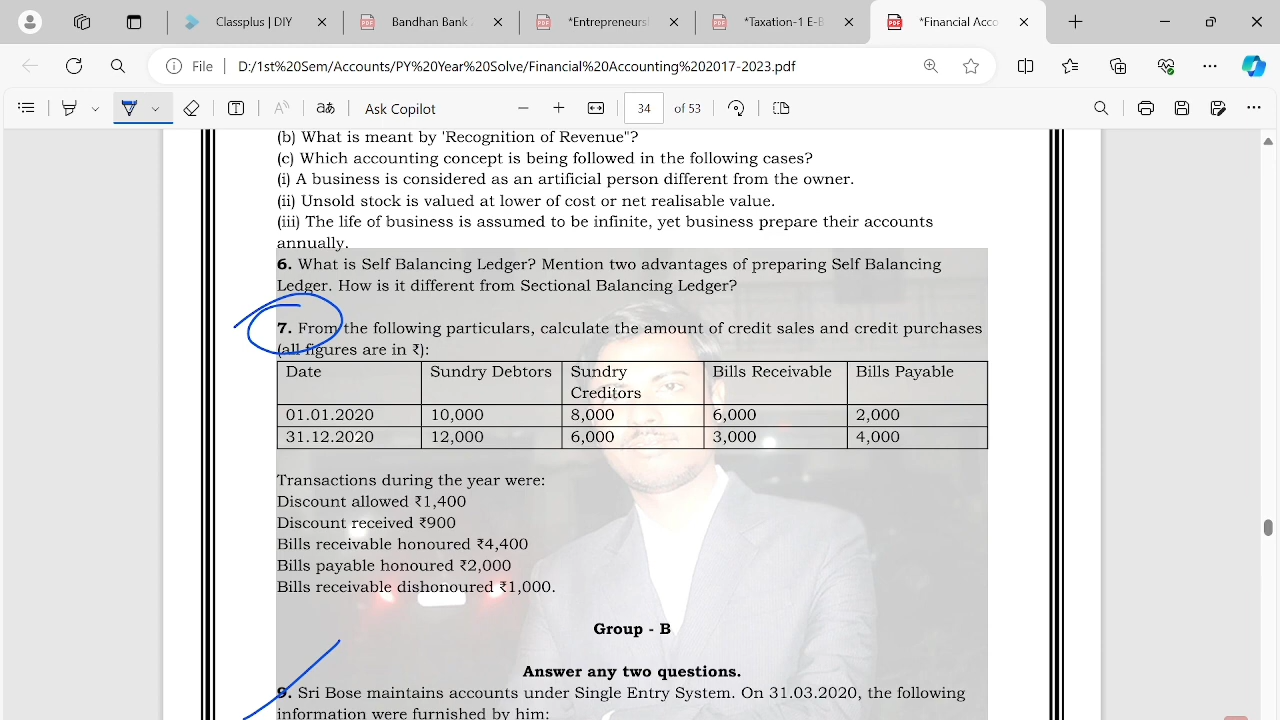 Classplus | DIY
Bandhan Bank
*Entrepreneurs
*Taxation-1 E-B
*Financial Acco
File D:/1st%20Sem/Accounts/PY%20Year%20Solve/Financial%20Accounting%202017-2023.pdf
Ask Copilot 34 of 53
(b) What is meant by 'Recognition of Revenue"?
(c) Which accounting concept is being followed in the following cases?
(i) A business is considered as an artificial person different from the owner.
(ii) Unsold stock is valued at lower of cost or net realisable value.
(iii) The life of business is assumed to be infinite, yet business prepare their accounts
annually.
6. What is Self Balancing Ledger? Mention two advantages of preparing Self Balancing
Ledger. How is it different from Sectional Balancing Ledger?
7. From the following particulars, calculate the amount of credit sales and credit purchases
(all figures are in ₹):
Date Sundry Debtors Sundry Creditors Bills Receivable Bills Payable
01.01.2020 10,000 8,000 6,000 2,000
31.12.2020 12,000 6,000 3,000 4,000
Transactions during the year were:
Discount allowed ₹1,400
Discount received ₹900
Bills receivable honoured ₹4,400
Bills payable honoured ₹2,000
Bills receivable dishonoured ₹1,000.
Group - B
Answer any two questions.
9. Sri Bose maintains accounts under Single Entry System. On 31.03.2020, the following
information were furnished by him: